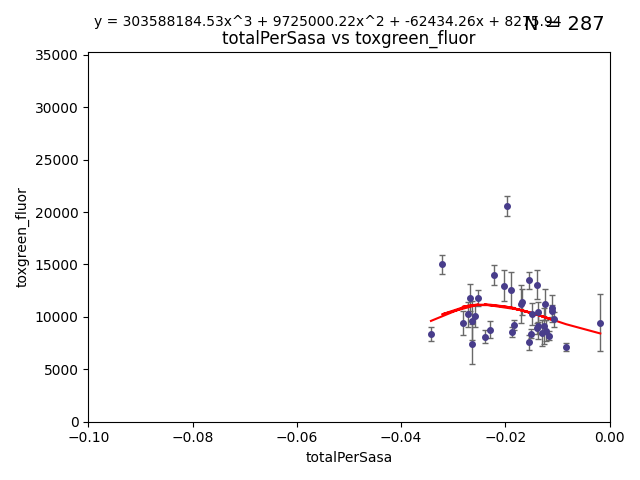 y = 303588184.53x^3 + 9725000.22x^2 + -62434.26x + 8275.94
N = 287
totalPerSasa vs toxgreen_fluor
35000
30000
25000
20000
15000
10000
5000
0
toxgreen_fluor
−0.10
−0.08
−0.06
−0.04
−0.02
0.00
totalPerSasa